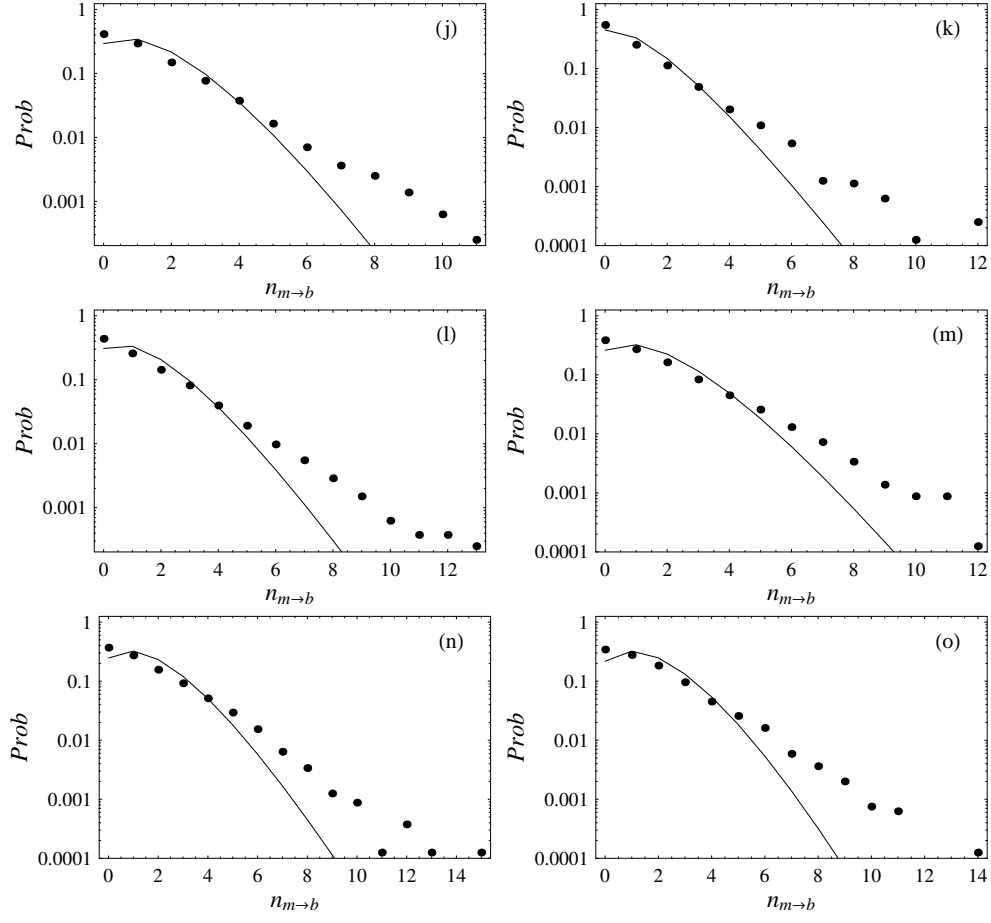 1
(j)
0.1
0.01
0.001
Prob
0 2 4 6 8 10
n_{m→b}
1
(k)
0.1
0.01
0.001
0.0001
Prob
0 2 4 6 8 10 12
n_{m→b}
1
(l)
0.1
0.01
0.001
Prob
0 2 4 6 8 10 12
n_{m→b}
1
(m)
0.1
0.01
0.001
0.0001
Prob
0 2 4 6 8 10 12 14
n_{m→b}
1
(n)
0.1
0.01
0.001
0.0001
Prob
0 2 4 6 8 10 12 14
n_{m→b}
1
(o)
0.1
0.01
0.001
0.0001
Prob
0 2 4 6 8 10 12 14
n_{m→b}